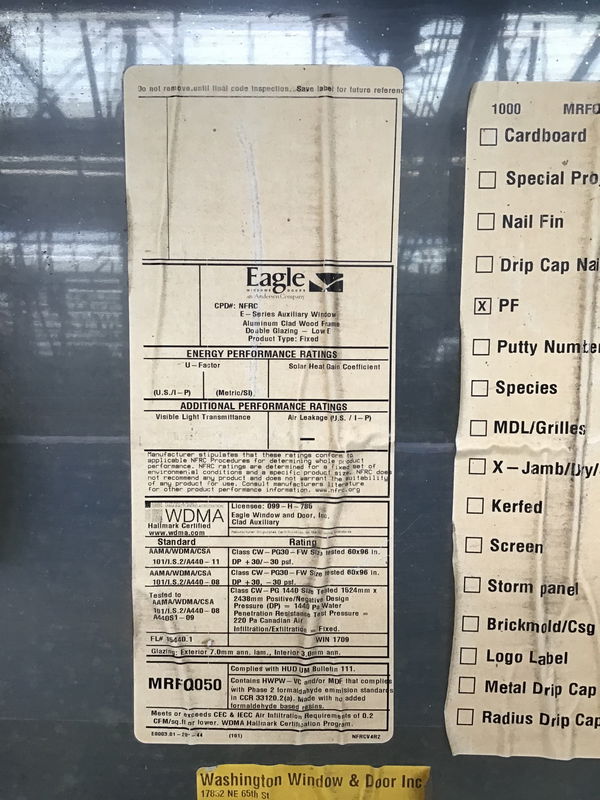 Do not remove until final code inspection. Save label for future referenc
Eagle
WINDOWS DOORS
an Andersen Company
CPD#: NFRC
E-Series Auxiliary Window
Aluminum Clad Wood Frame
Double Glazing - Low E
Product Type: Fixed
ENERGY PERFORMANCE RATINGS
U-Factor
Solar Heat Gain Coefficient
(U.S./I-P)
(Metric/SI)
ADDITIONAL PERFORMANCE RATINGS
Visible Light Transmittance
Air Leakage (U.S. / I-P)
—
Manufacturer stipulates that these ratings conform to
applicable NFRC Procedures for determining whole product
performance. NFRC ratings are determined for a fixed set of
environmental conditions and a specific product size. NFRC does
not recommend any product and does not warrant the suitability
of any product for use. Consult manufacturers literature
for other product performance information. www.nfrc.org
WDMA
Hallmark Certified
www.wdma.com
Licensee: 099-H-786
Eagle Window and Door, Inc.
Clad Auxiliary
Standard
Rating
AAMA/WDMA/CSA
101/I.S.2/A440-11
Class CW-PG30-FW Size tested 60x96 in.
DP +30/-30 psf.
AAMA/WDMA/CSA
101/I.S.2/A440-08
Class CW-PG30-FW Size tested 60x96 in.
DP +30, -30 psf.
Tested to
AAMA/WDMA/CSA
101/I.S.2/A440-08
A440S1-09
Class CW-PG 1440 Size Tested 1524mm x
2438mm Positive/Negative Design
Pressure (DP) = 1440 Pa Water
Penetration Resistance Test Pressure =
220 Pa Canadian Air
Infiltration/Exfiltration = Fixed.
FL# 15440.1
WIN 1709
Glazing: Exterior 7.0mm ann. lam., Interior 3.0mm ann.
MRFQ050
Complies with HUD UM Bulletin 111.
Contains HWPW-VC and/or MDF that complies
with Phase 2 formaldehyde emission standards
in CCR 33120.2(a). Made with no added
formaldehyde based resins.
Meets or exceeds CEC & IECC Air Infiltration Requirements of 0.2
CFM/sq.ft or lower. WDMA Hallmark Certification Program.
(101)
NFRCV4R2
1000 MRFQ
Cardboard
Special Pro
Nail Fin
Drip Cap Nai
X PF
Putty Number
Species
MDL/Grilles
X-Jamb/Dry/
Kerfed
Screen
Storm panel
Brickmold/Csg
Logo Label
Metal Drip Cap
Radius Drip Cap
Washington Window & Door Inc
NE 65th St